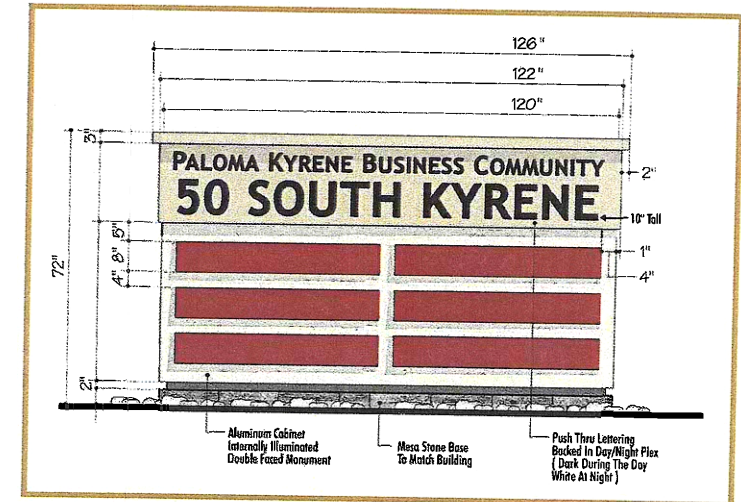 126"
122"
120"
3"
PALOMA KYRENE BUSINESS COMMUNITY
2"
50 SOUTH KYRENE
10" Tall
5"
1"
8"
72"
4"
4"
2"
Aluminum Cabinet
Internally Illuminated
Double Faced Monument
Mesa Stone Base
To Match Building
Push Thru Lettering
Backed In Day/Night Plex
( Dark During The Day
White At Night )